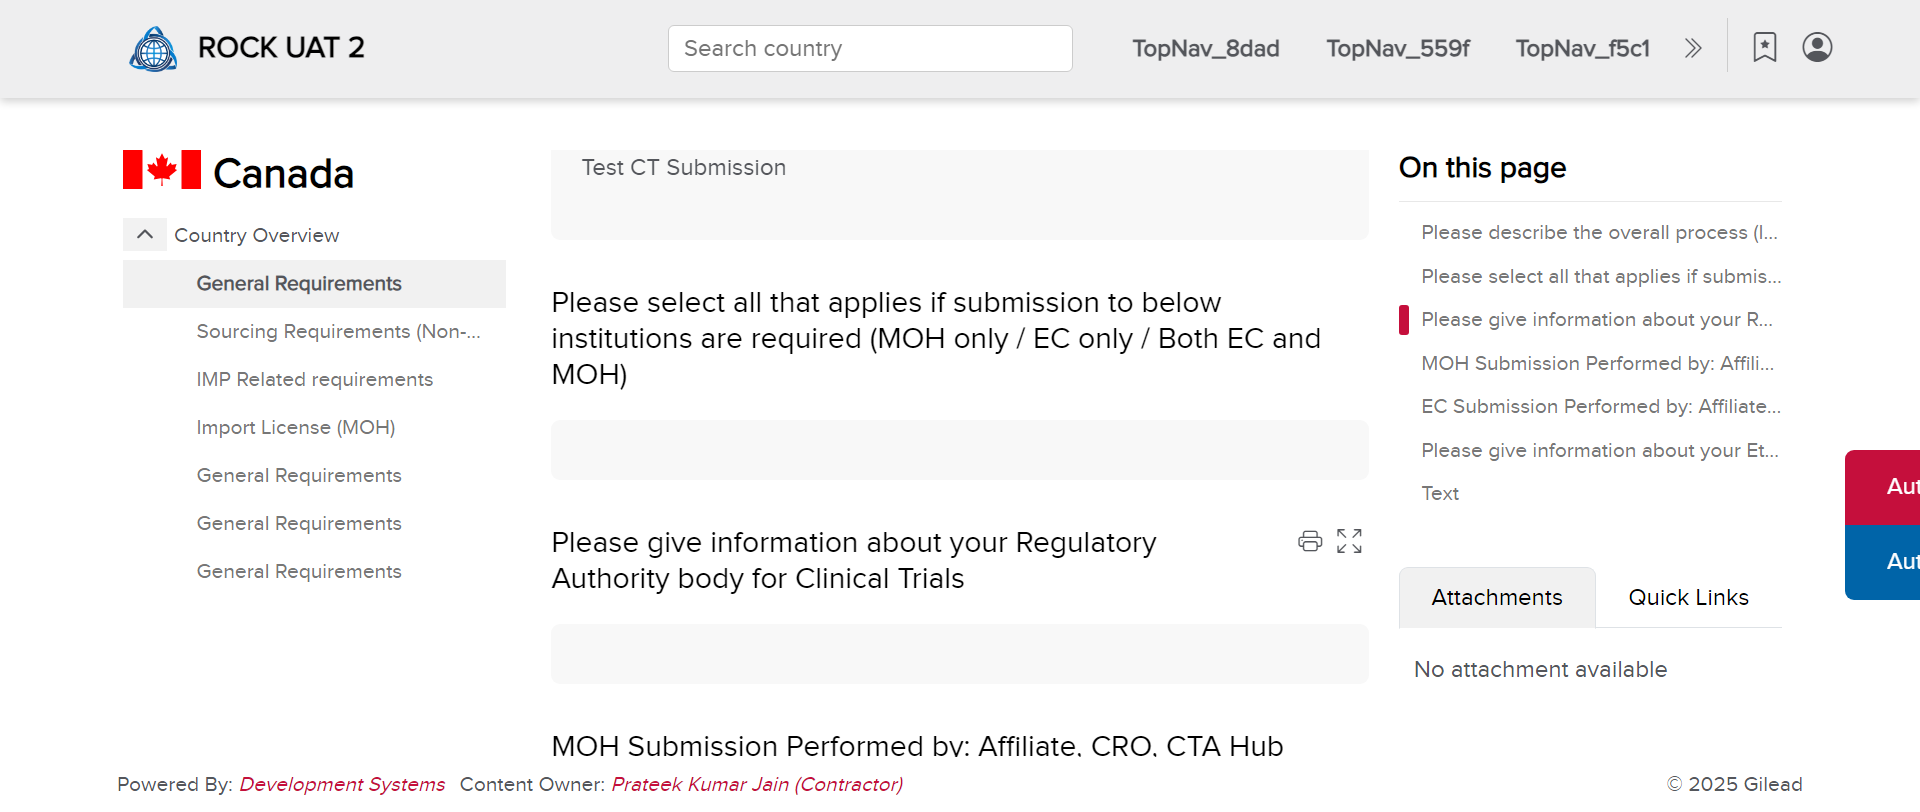 ROCK UAT 2
Search country
TopNav_8dad
TopNav_559f
TopNav_f5c1
Canada
Country Overview
General Requirements
Sourcing Requirements (Non-...
IMP Related requirements
Import License (MOH)
General Requirements
General Requirements
General Requirements
Test CT Submission
Please select all that applies if submission to below
institutions are required (MOH only / EC only / Both EC and
MOH)
Please give information about your Regulatory
Authority body for Clinical Trials
MOH Submission Performed by: Affiliate, CRO, CTA Hub
On this page
Please describe the overall process (I...
Please select all that applies if submis...
Please give information about your R...
MOH Submission Performed by: Affili...
EC Submission Performed by: Affiliate...
Please give information about your Et...
Text
Attachments
Quick Links
No attachment available
Aut
Aut
Powered By: Development Systems Content Owner: Prateek Kumar Jain (Contractor)
© 2025 Gilead